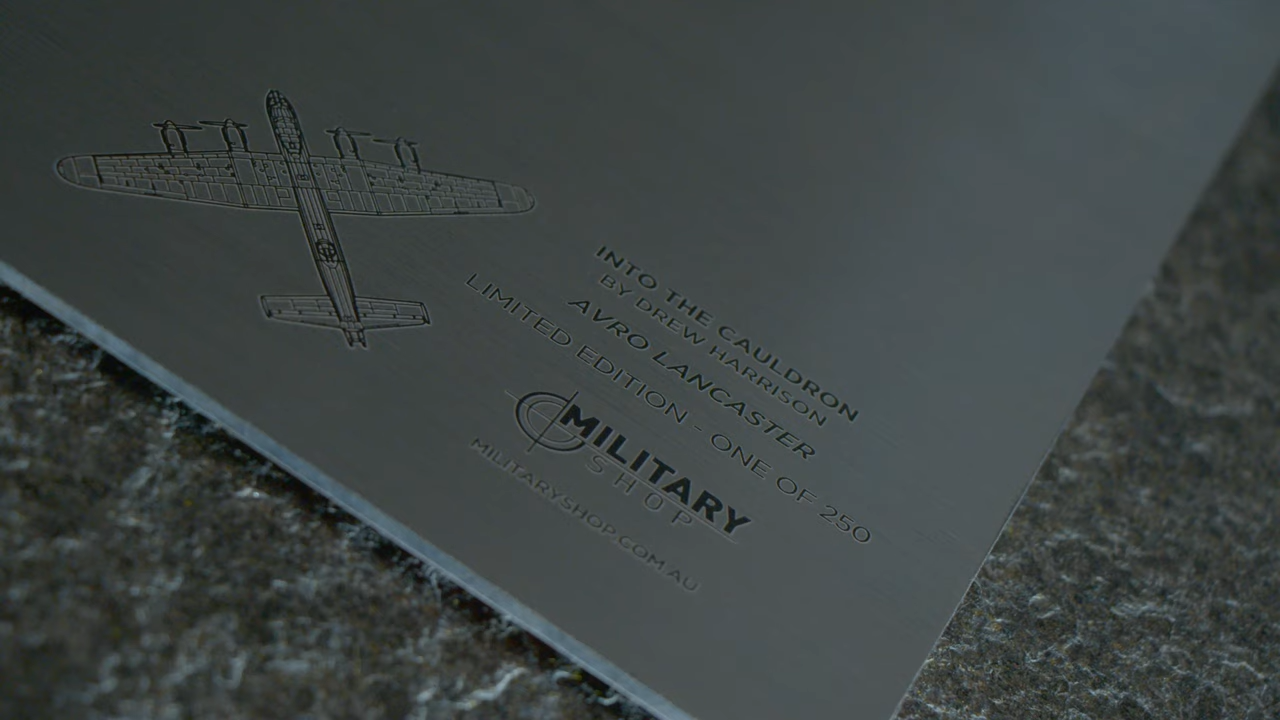 INTO THE CAULDRON
BY DREW HARRISON
AVRO LANCASTER
LIMITED EDITION - ONE OF 250
MILITARY
SHOP
MILITARYSHOP.COM.AU